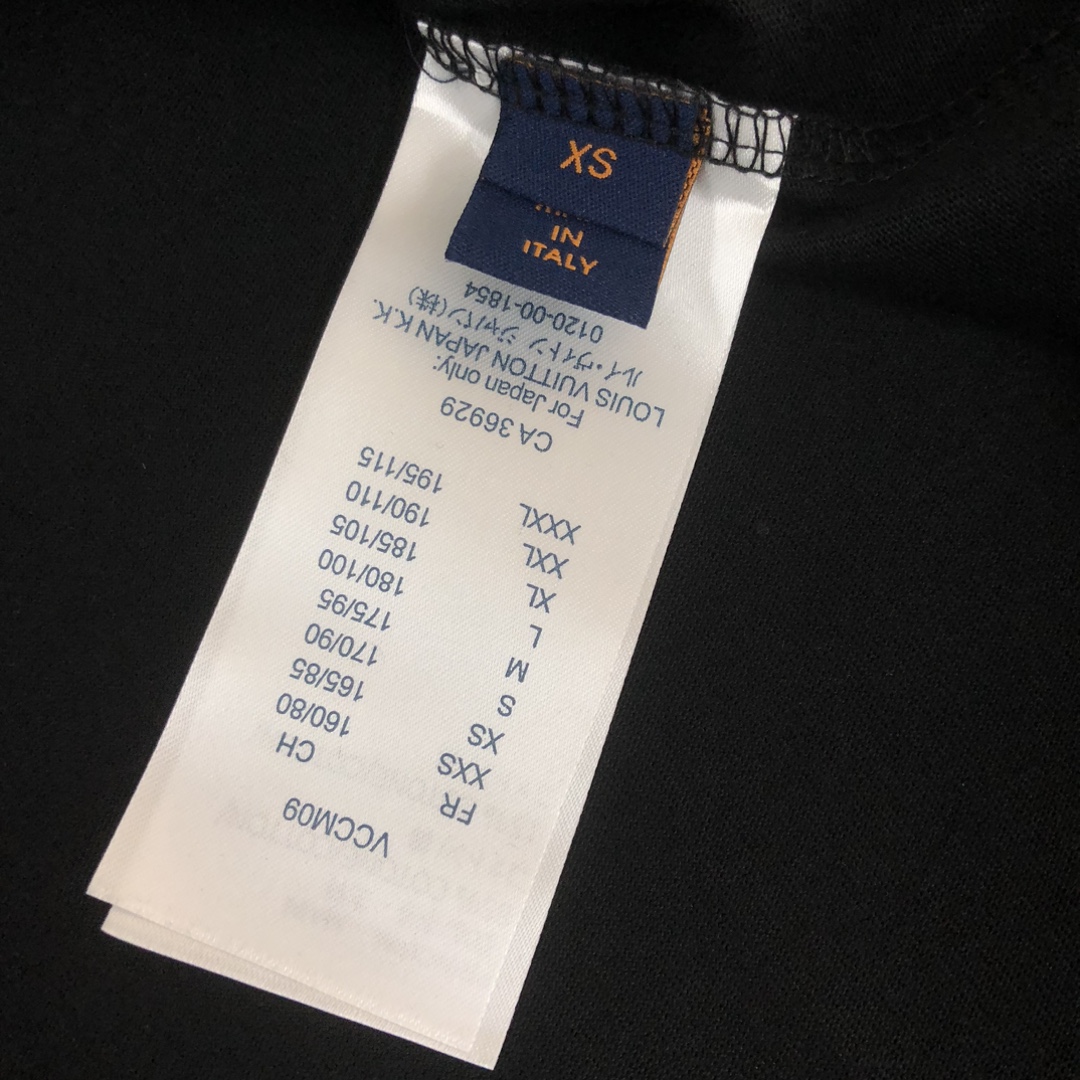 XS
IN
ITALY
VCCM09
FR CH
XXS 160/80
XS 165/85
S 170/90
M 175/95
L 180/100
XL 185/105
XXL 190/110
XXXL 195/115
CA 36929
For Japan only:
LOUIS VUITTON JAPAN K.K.
ルイ・ヴィトン ジャパン(株)
0120-00-1854